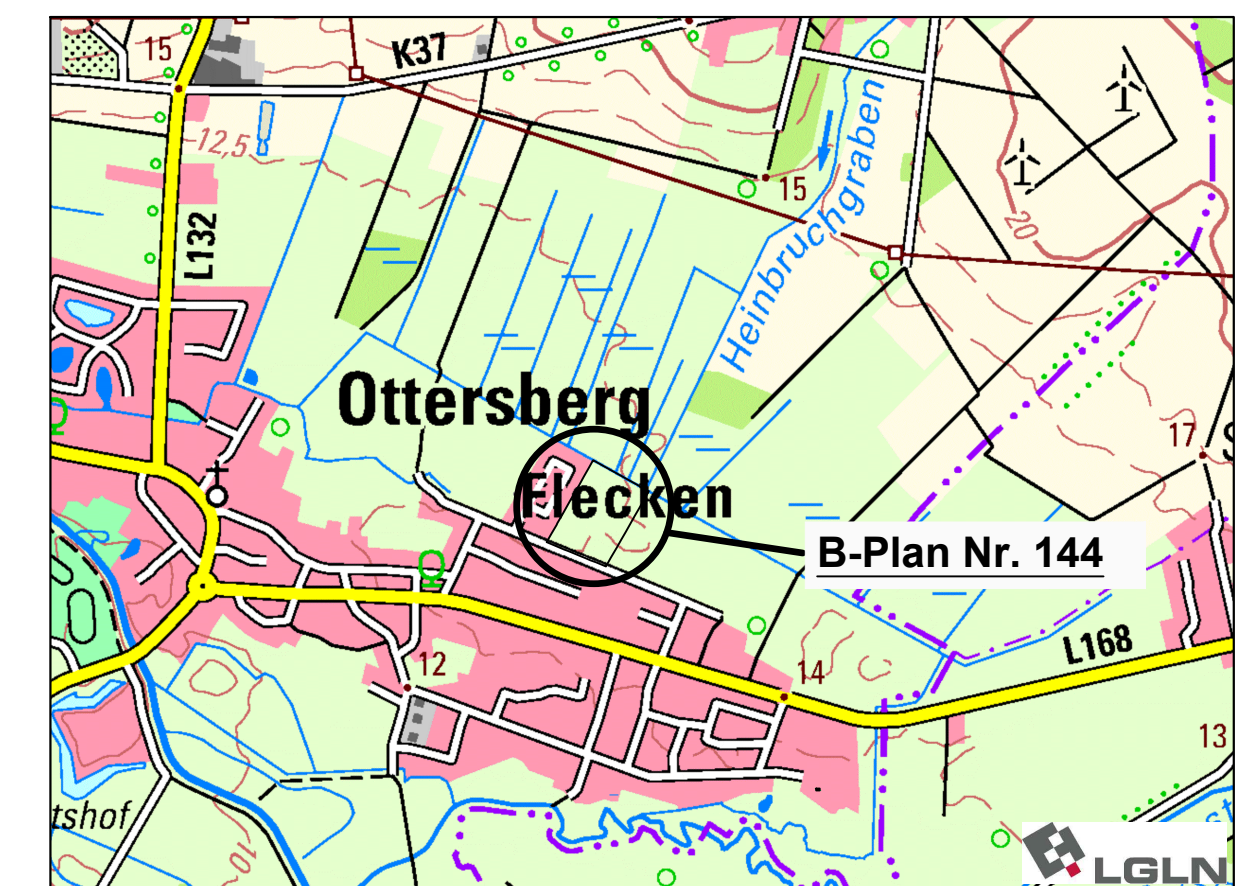 15
K37
12,5
L132
15
Heinbruchgraben
20
Ottersberg
17
Flecken
B-Plan Nr. 144
L168
12
14
13
tshof
10
LGLN